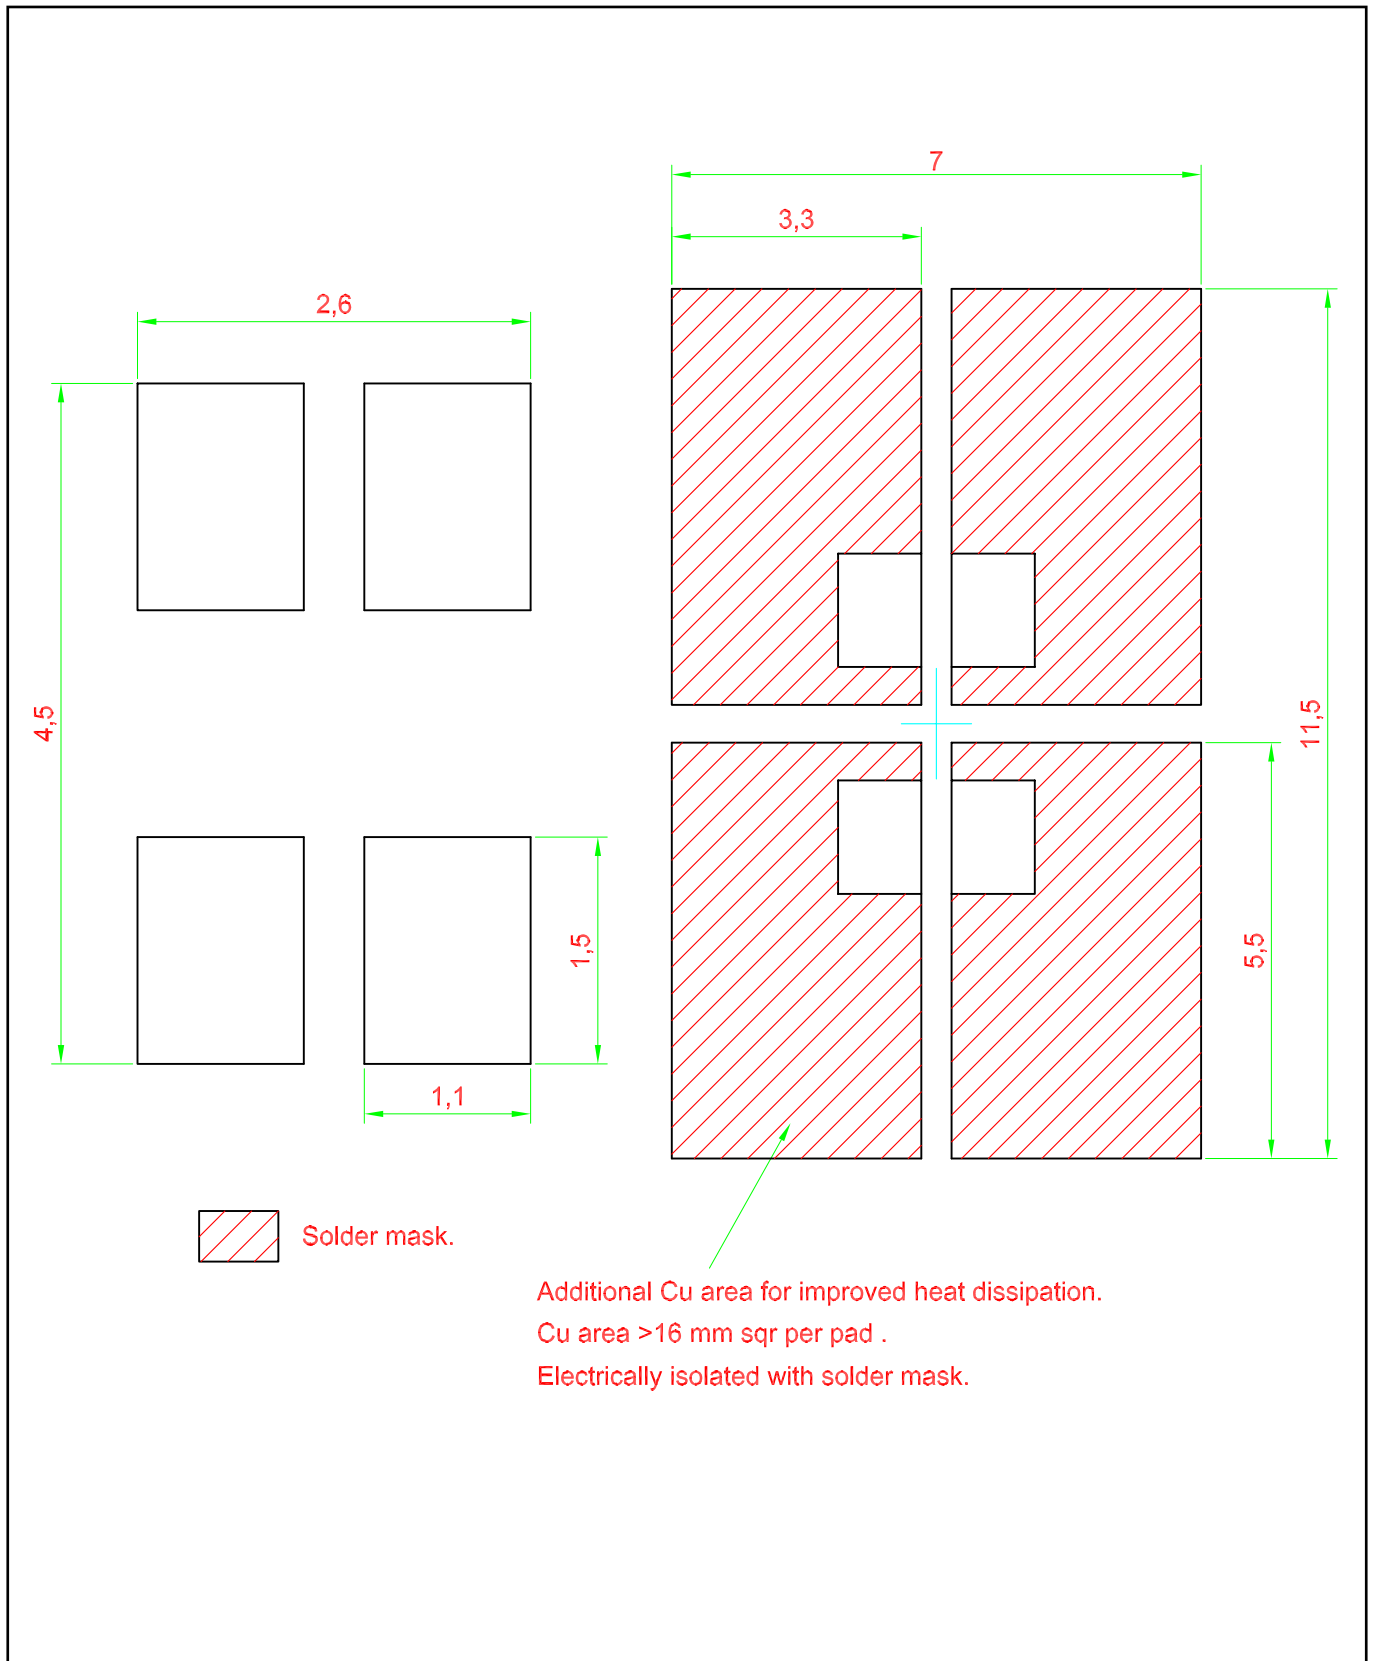 7
3,3
2,6
4,5
11,5
1,5
5,5
1,1
Solder mask.
Additional Cu area for improved heat dissipation.
Cu area >16 mm sqr per pad .
Electrically isolated with solder mask.